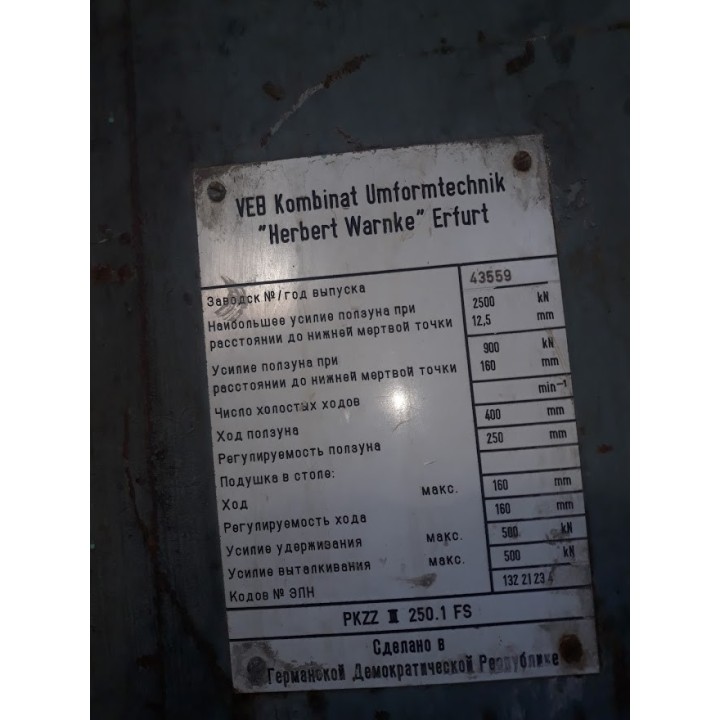 VEB Kombinat Umformtechnik
"Herbert Warnke" Erfurt
Заводск №/год выпуска 43559
Наибольшее усилие ползуна при 2500 kN
расстоянии до нижней мертвой точки 12,5 mm
Усилие ползуна при 900 kN
расстоянии до нижней мертвой точки 160 mm
Число холостых ходов min⁻¹
Ход ползуна 400 mm
Регулируемость ползуна 250 mm
Подушка в столе:
Ход макс. 160 mm
Регулируемость хода 160 mm
Усилие удерживания макс. 500 kN
Усилие выталкивания макс. 500 kN
Кодов № ЭПН 132 21 23 4
PKZZ II 250.1 FS
Сделано в
Германской Демократической Республике